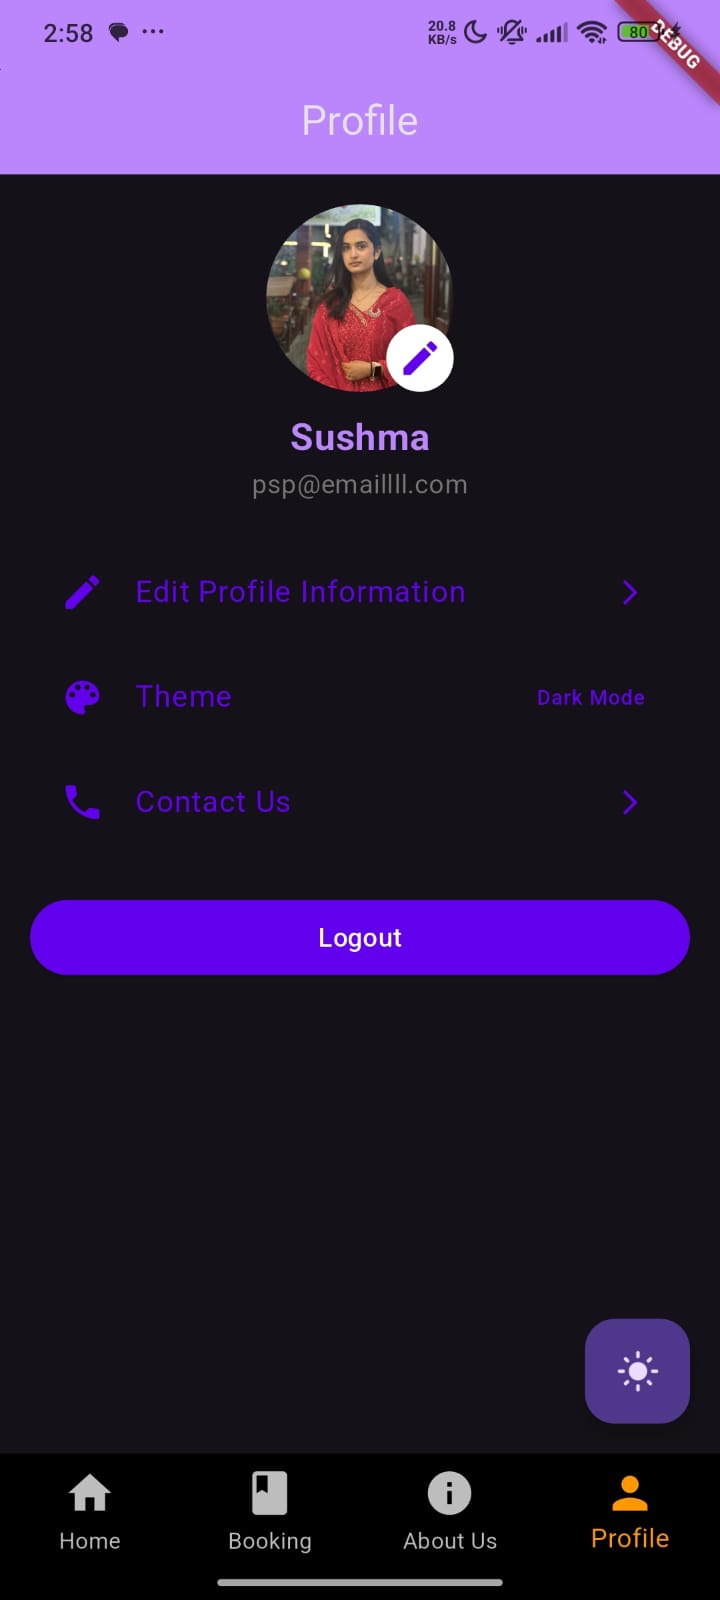 2:58
20.8
KB/s
80
DEBUG
Profile
Sushma
psp@emaillll.com
Edit Profile Information
Theme
Dark Mode
Contact Us
Logout
Home
Booking
About Us
Profile